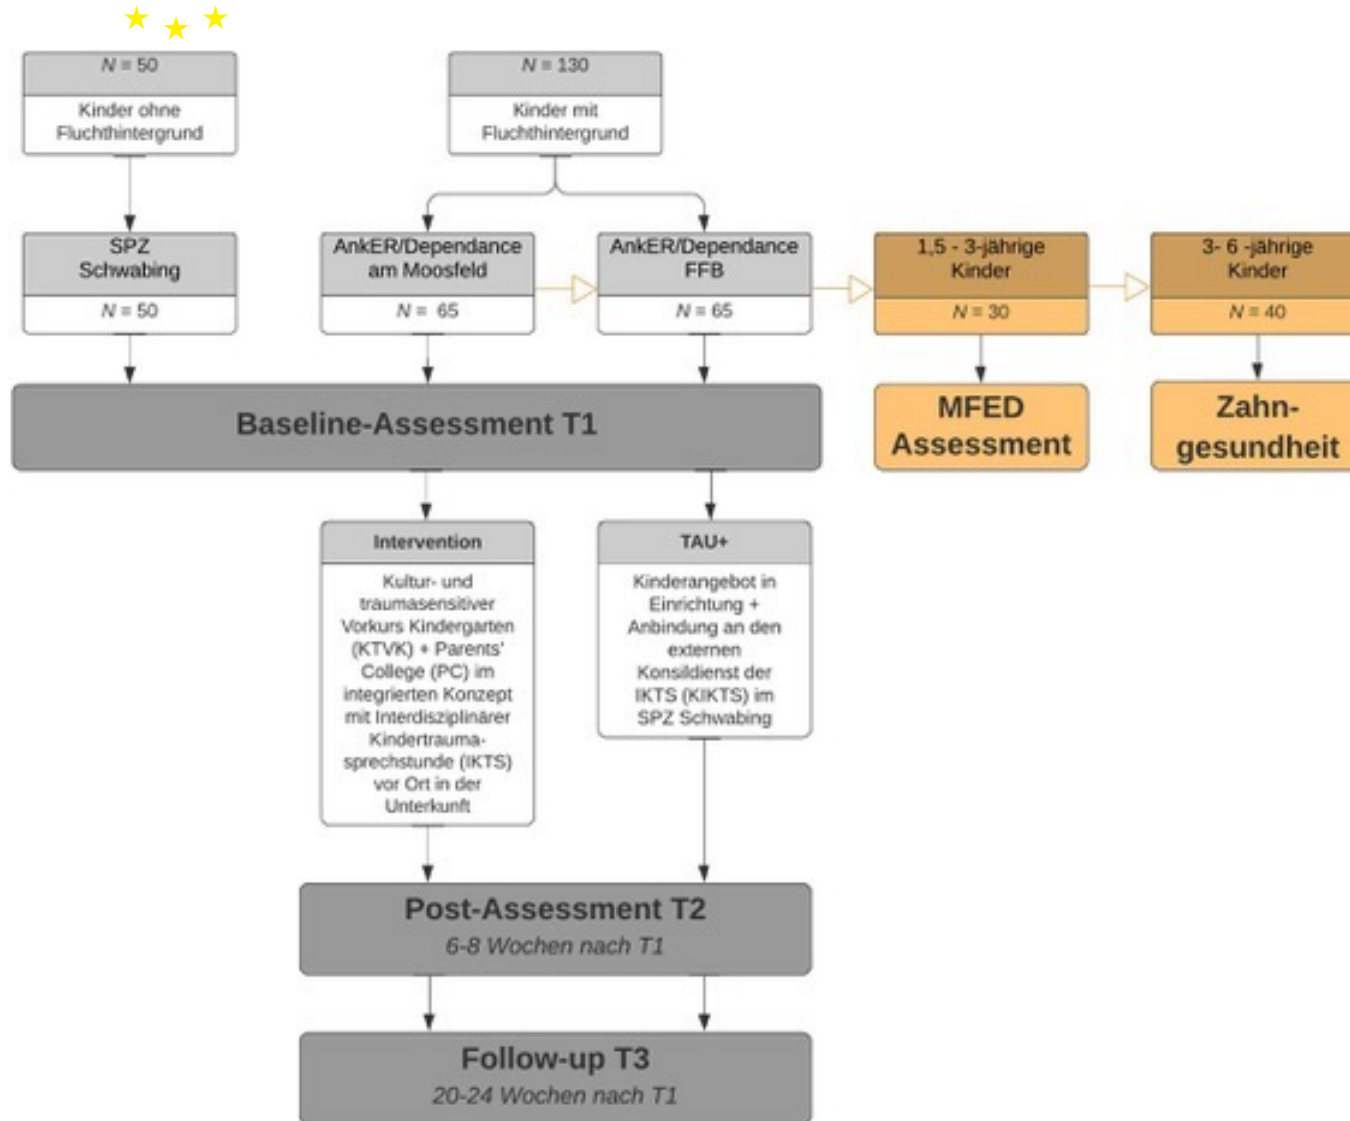 N = 50
Kinder ohne
Fluchthintergrund
N = 130
Kinder mit
Fluchthintergrund
SPZ
Schwabing
N = 50
AnkER/Dependance
am Moosfeld
N = 65
AnkER/Dependance
FFB
N = 65
1,5 - 3-jährige
Kinder
N = 30
3- 6 -jährige
Kinder
N = 40
Baseline-Assessment T1
MFED
Assessment
Zahn-
gesundheit
Intervention
Kultur- und
traumasensitiver
Vorkurs Kindergarten
(KTVK) + Parents'
College (PC) im
integrierten Konzept
mit Interdisziplinärer
Kindertrauma-
sprechstunde (IKTS)
vor Ort in der
Unterkunft
TAU+
Kinderangebot in
Einrichtung +
Anbindung an den
externen
Konsildienst der
IKTS (KIKTS) im
SPZ Schwabing
Post-Assessment T2
6-8 Wochen nach T1
Follow-up T3
20-24 Wochen nach T1